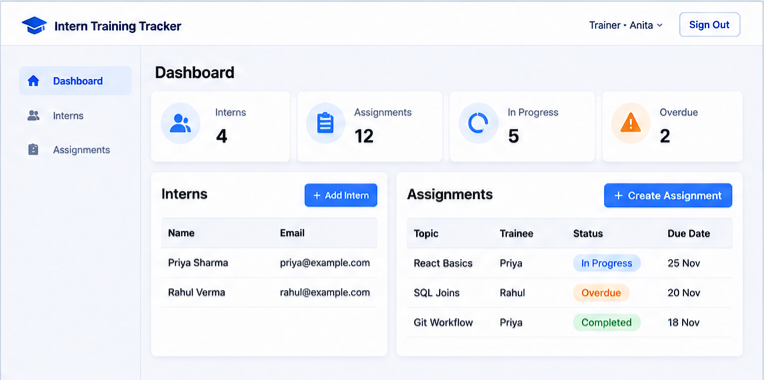 Intern Training Tracker
Trainer • Anita
Sign Out
Dashboard
Interns
Assignments
Dashboard
Interns
4
Assignments
12
In Progress
5
Overdue
2
Interns
+ Add Intern
Name Email
Priya Sharma priya@example.com
Rahul Verma rahul@example.com
Assignments
+ Create Assignment
Topic Trainee Status Due Date
React Basics Priya In Progress 25 Nov
SQL Joins Rahul Overdue 20 Nov
Git Workflow Priya Completed 18 Nov